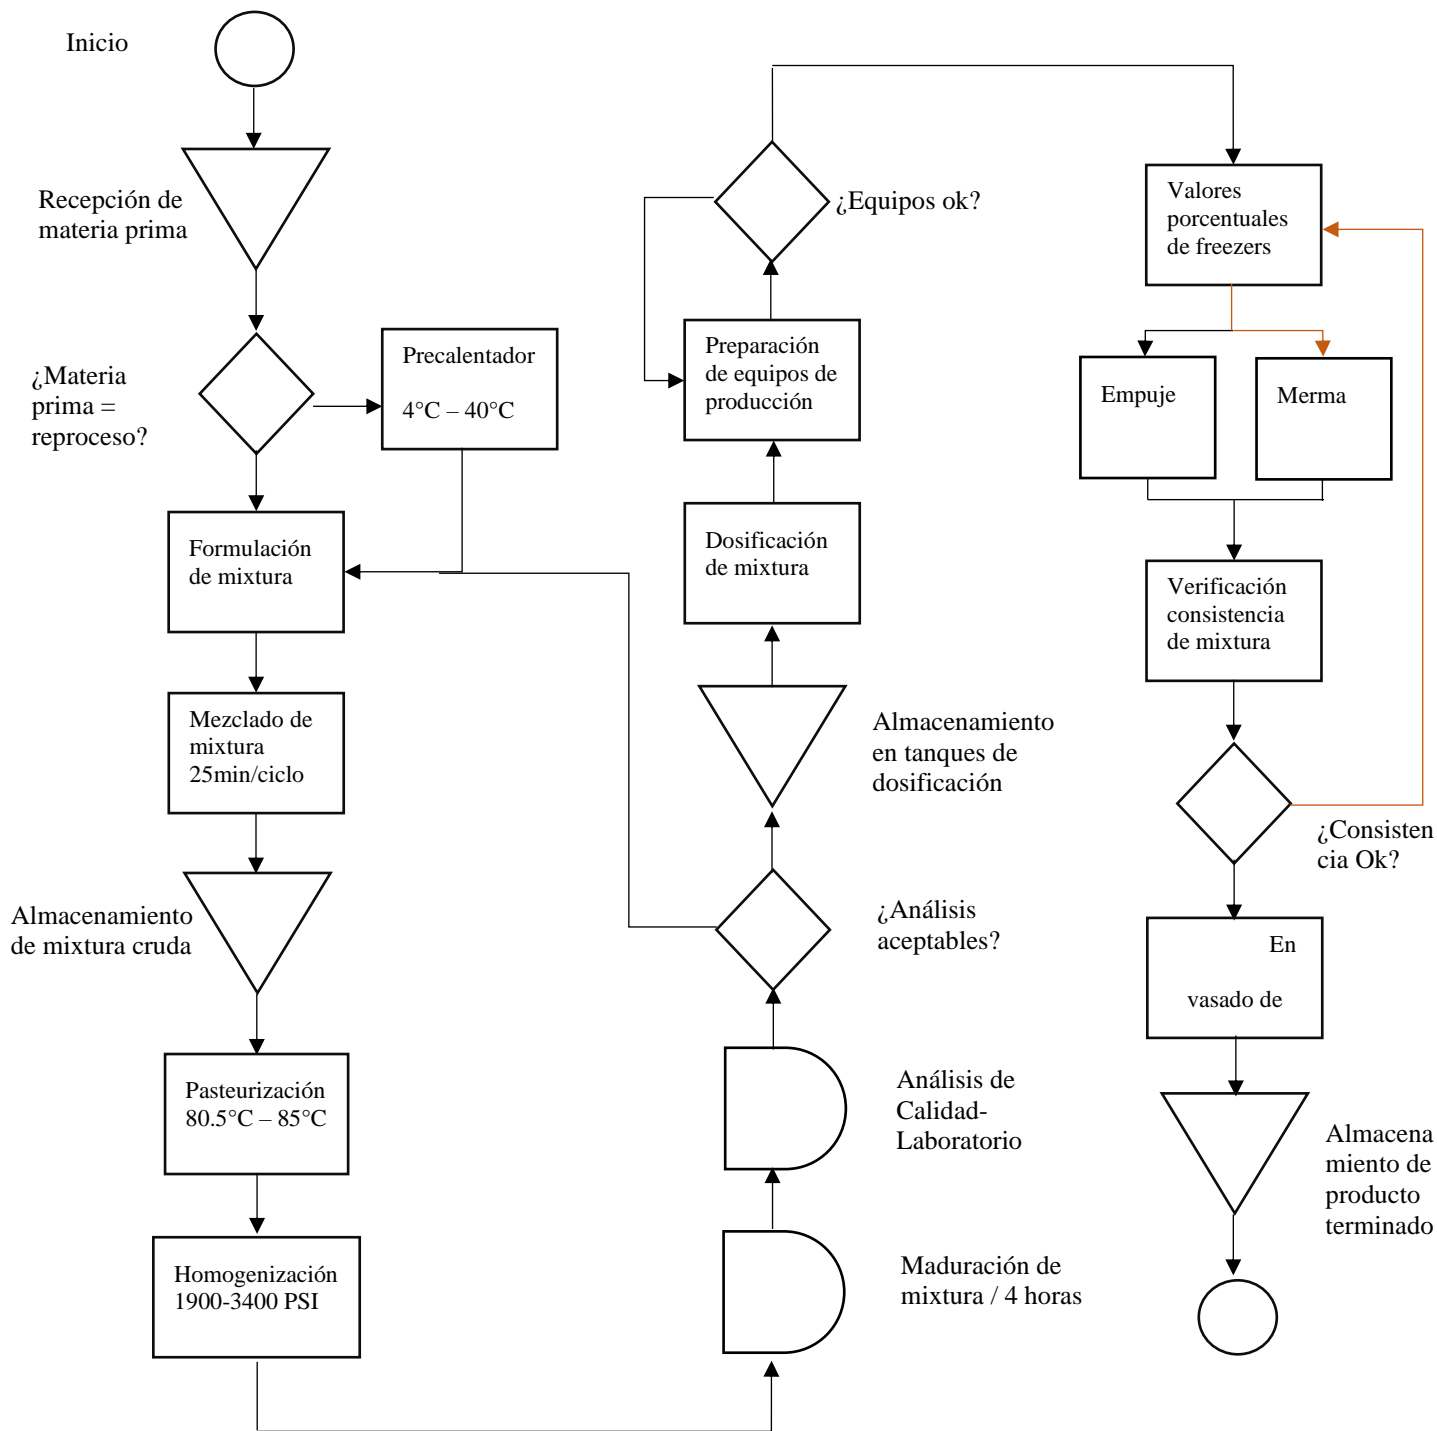 Inicio
Recepción de
materia prima
¿Materia
prima =
reproceso?
Precalentador
4°C – 40°C
Formulación
de mixtura
Mezclado de
mixtura
25min/ciclo
Almacenamiento
de mixtura cruda
Pasteurización
80.5°C – 85°C
Homogenización
1900-3400 PSI
¿Equipos ok?
Preparación
de equipos de
producción
Dosificación
de mixtura
Almacenamiento
en tanques de
dosificación
¿Análisis
aceptables?
Análisis de
Calidad-
Laboratorio
Maduración de
mixtura / 4 horas
Valores
porcentuales
de freezers
Empuje
Merma
Verificación
consistencia
de mixtura
¿Consisten
cia Ok?
En
vasado de
Almacena
miento de
producto
terminado